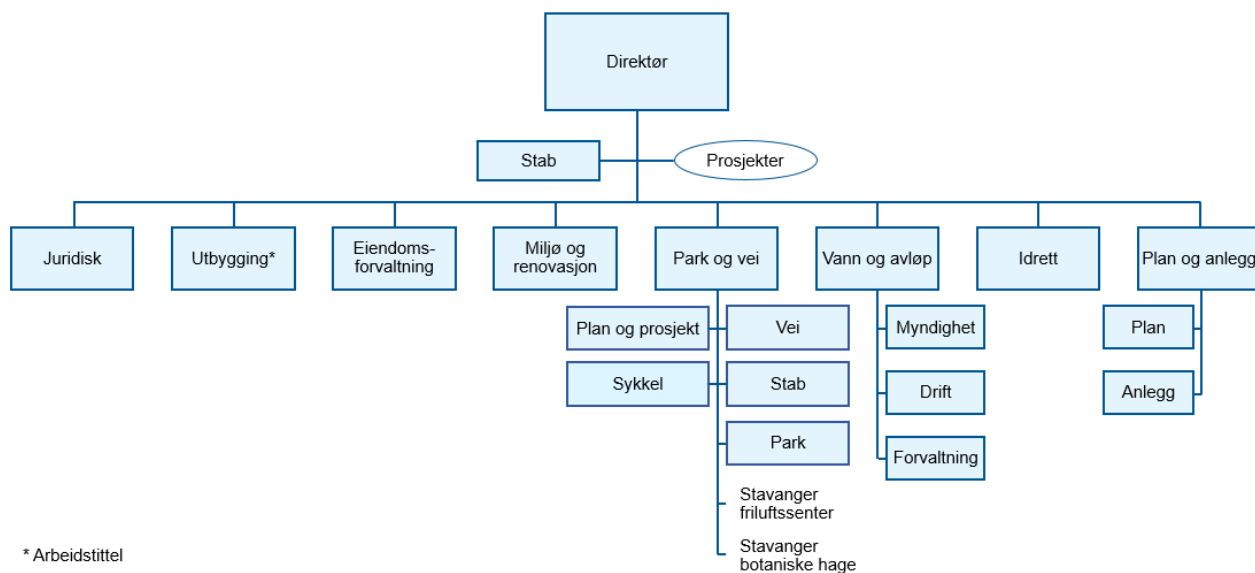 Direktør
Stab
Prosjekter
Juridisk
Utbygging*
Eiendoms-
forvaltning
Miljø og
renovasjon
Park og vei
Vann og avløp
Idrett
Plan og anlegg
Plan og prosjekt
Vei
Myndighet
Plan
Sykkel
Stab
Drift
Anlegg
Park
Forvaltning
Stavanger
friluftssenter
Stavanger
botaniske hage
* Arbeidstittel